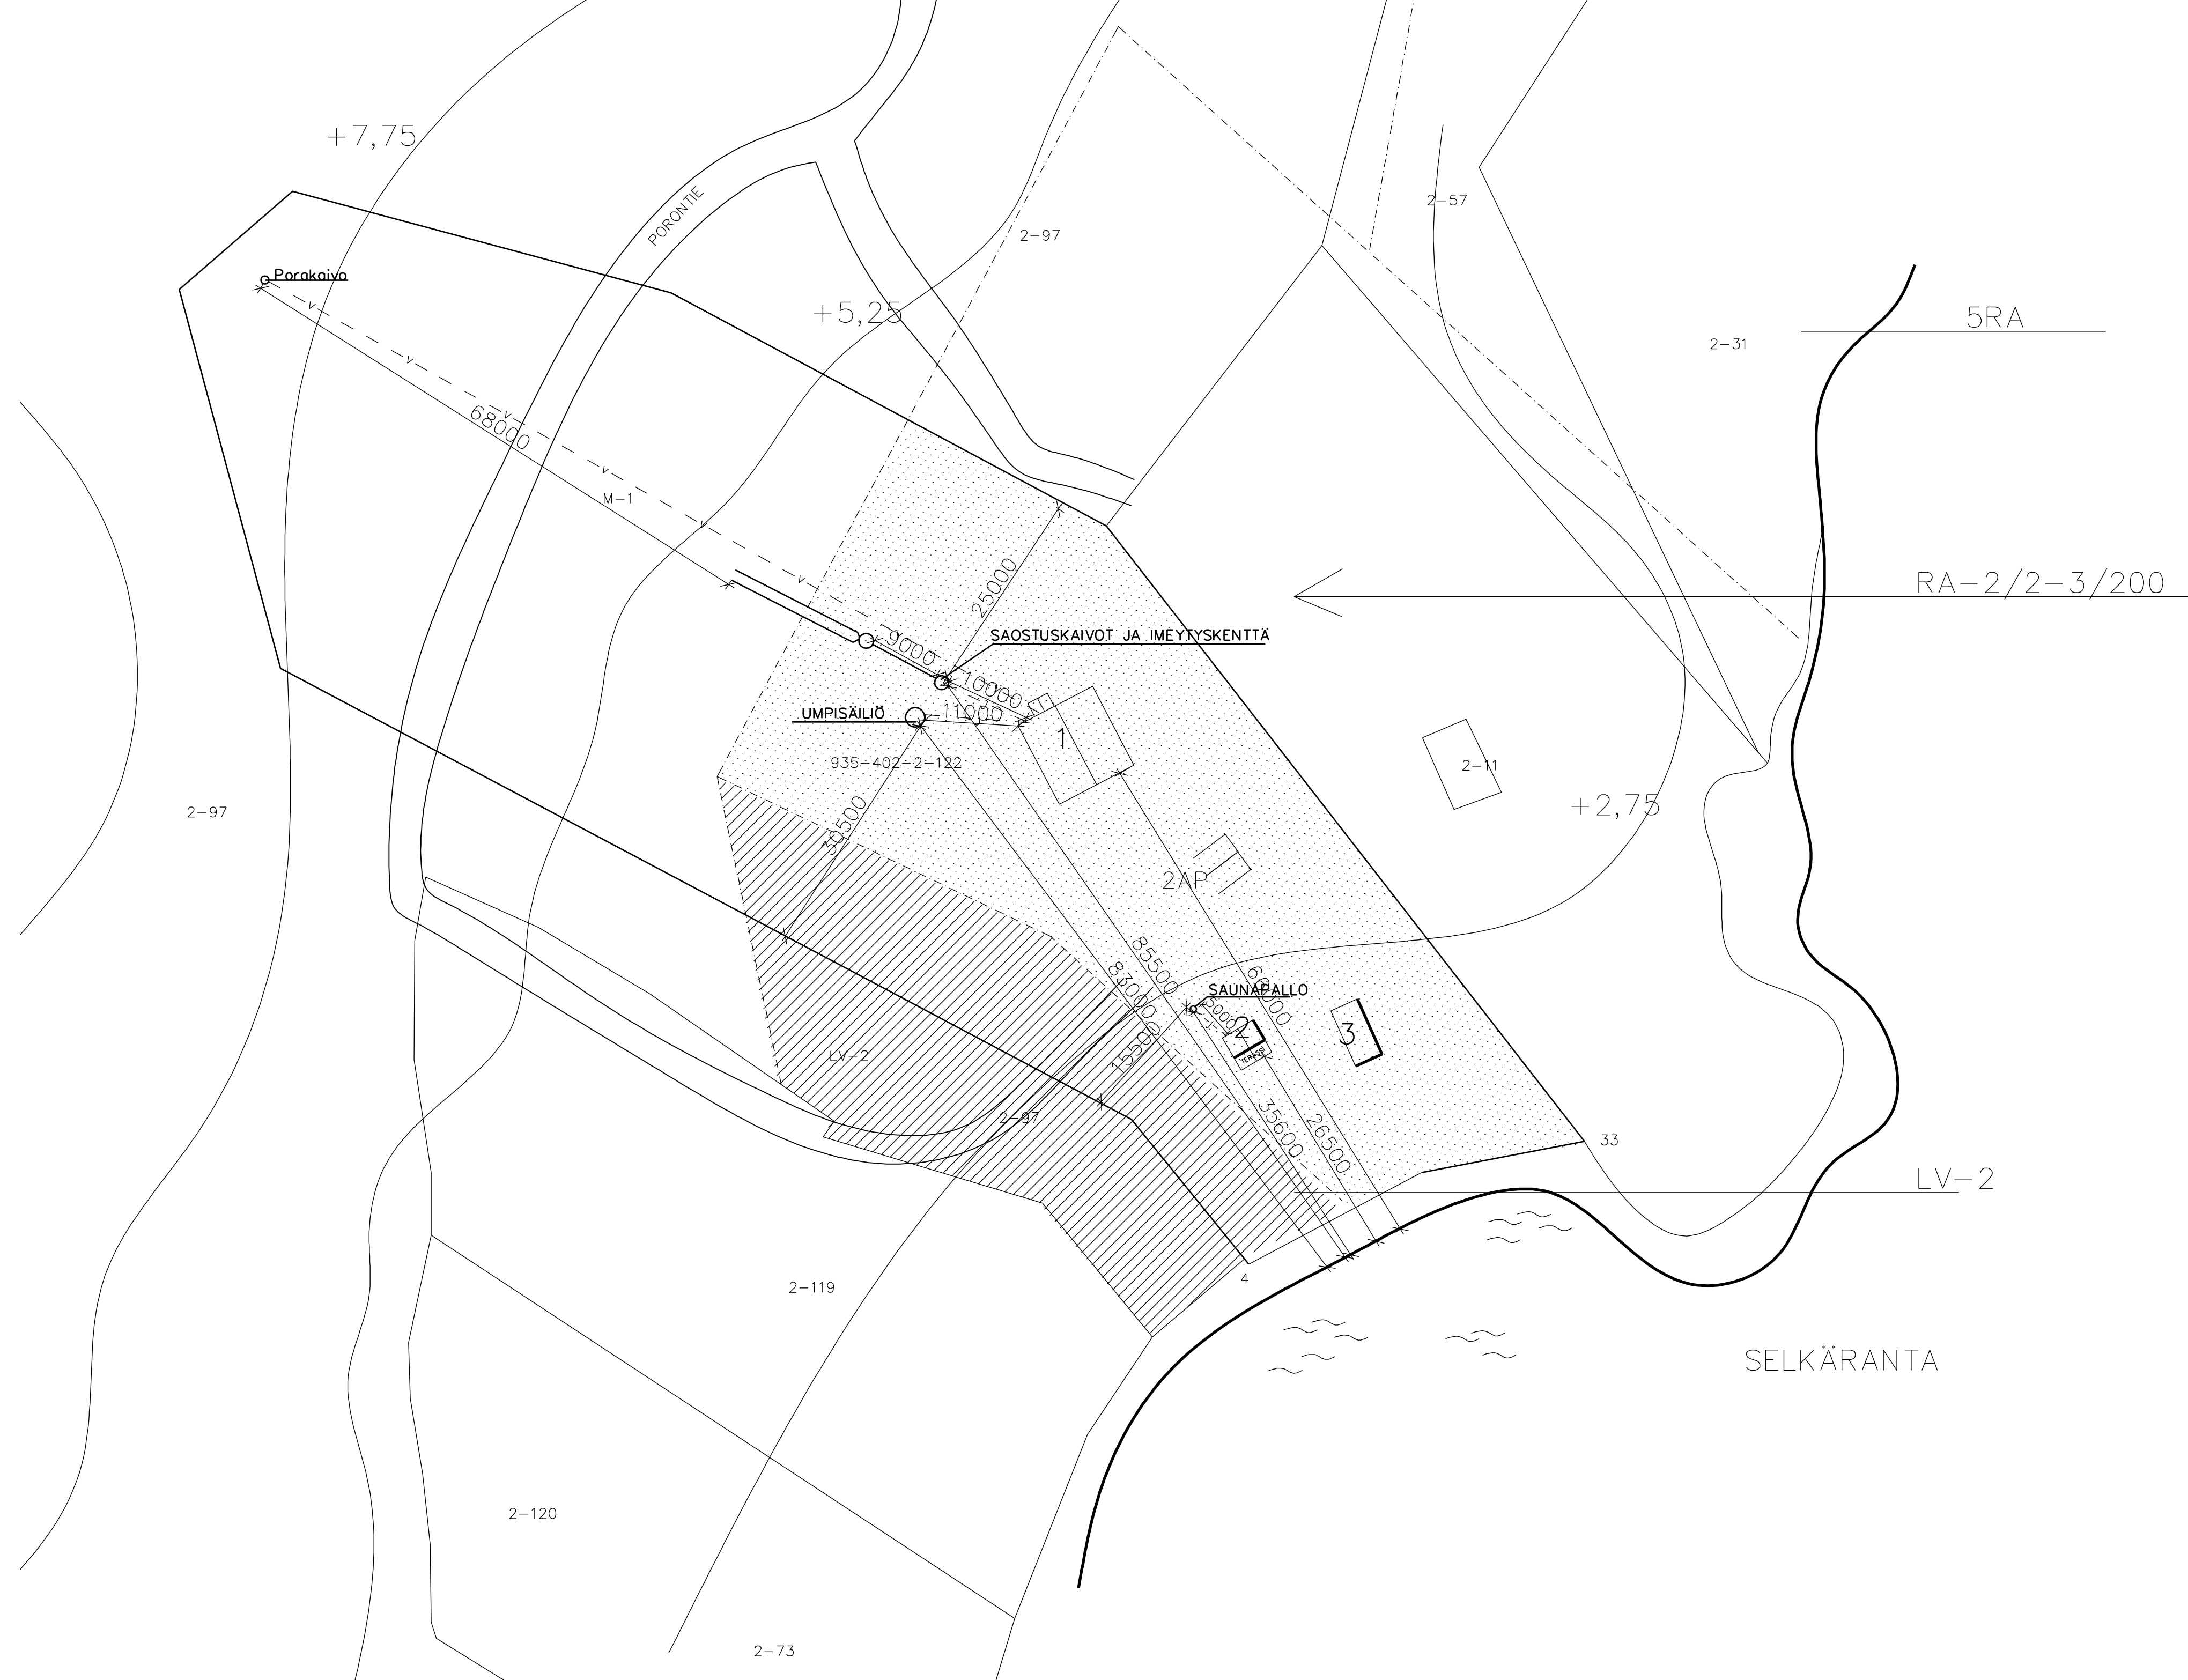 +7,75
PORONTIE
2-57
2-97
Porakaivo
+5,25
5RA
2-31
68000
M-1
25000
RA-2/2-3/200
SAOSTUSKAIVOT JA IMEYTYSKENTTÄ
9000
10000
AT
UMPISÄILIÖ
11000
1
935-402-2-122
2-11
2-97
30500
+2,75
2AP
85500
83000
SAUNAPALLO
5000
2
3
TERASSI
15500
LV-2
2-97
35600
26500
33
LV-2
4
2-119
SELKÄRANTA
2-120
2-73